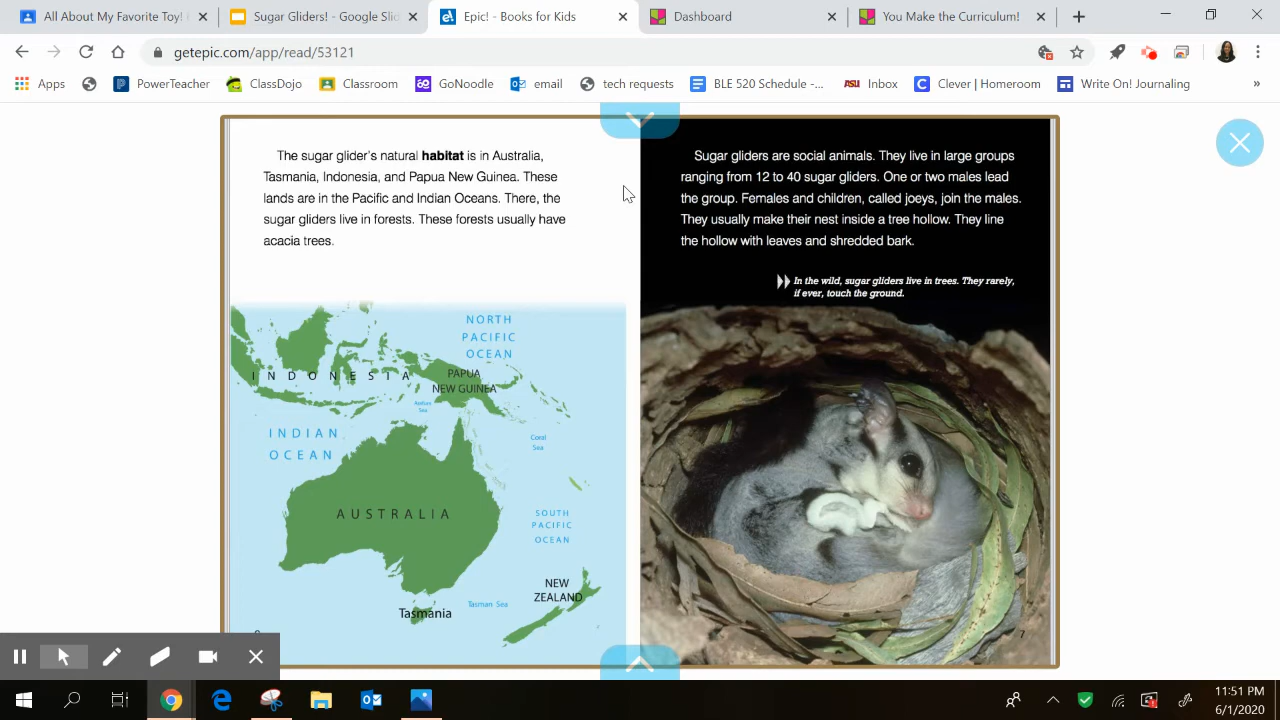 All About My Favorite! W
Sugar Gliders! - Google Slid
Epic! - Books for Kids
Dashboard
You Make the Curriculum!
getepic.com/app/read/53121
Apps
PowerTeacher
ClassDojo
Classroom
GoNoodle
email
tech requests
BLE 520 Schedule -...
ASU Inbox
Clever | Homeroom
Write On! Journaling
»
The sugar glider's natural habitat is in Australia,
Tasmania, Indonesia, and Papua New Guinea. These
lands are in the Pacific and Indian Oceans. There, the
sugar gliders live in forests. These forests usually have
acacia trees.
NORTH
PACIFIC
OCEAN
INDONESIA
PAPUA
NEW GUINEA
INDIAN
OCEAN
Coral
Sea
AUSTRALIA
SOUTH
PACIFIC
OCEAN
NEW
ZEALAND
Tasmania
Tasman Sea
Sugar gliders are social animals. They live in large groups
ranging from 12 to 40 sugar gliders. One or two males lead
the group. Females and children, called joeys, join the males.
They usually make their nest inside a tree hollow. They line
the hollow with leaves and shredded bark.
In the wild, sugar gliders live in trees. They rarely,
if ever, touch the ground.
7
11:51 PM
6/1/2020